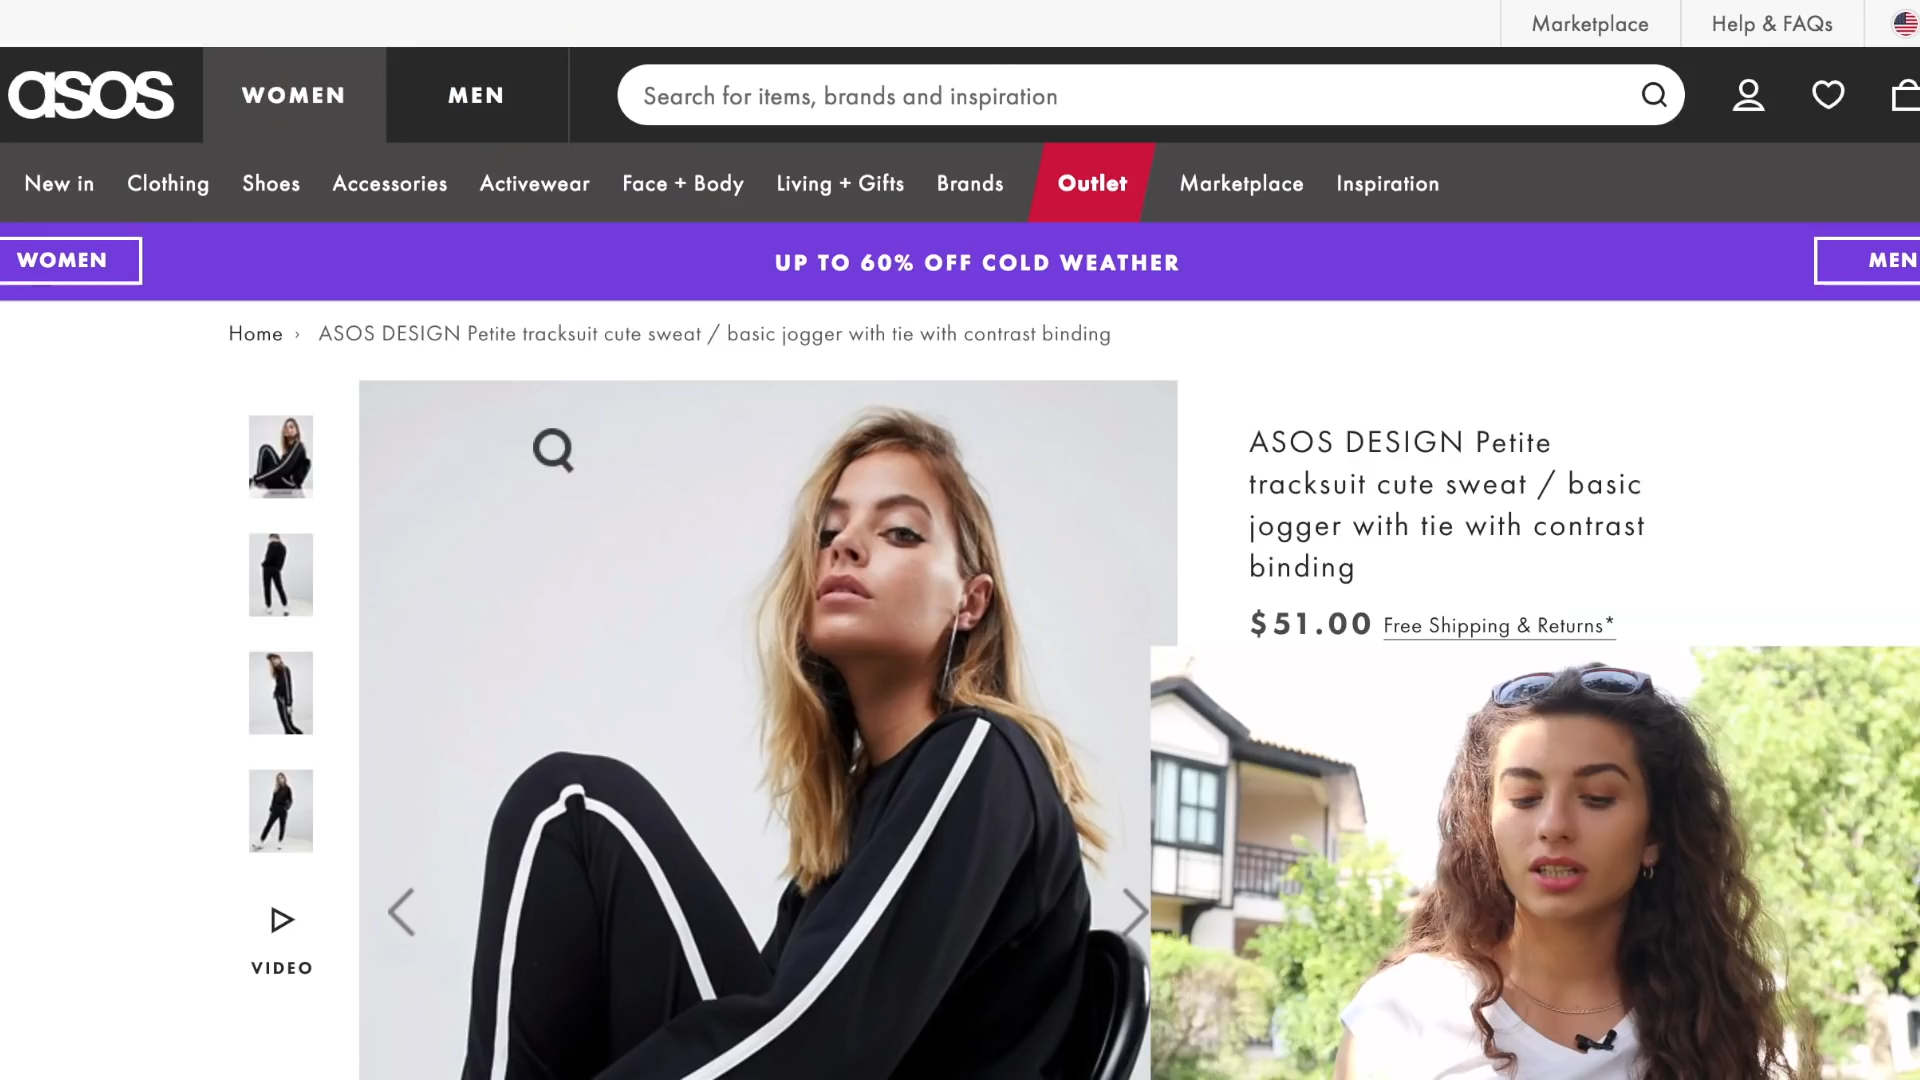 Marketplace
Help & FAQs
asos
WOMEN
MEN
Search for items, brands and inspiration
New in
Clothing
Shoes
Accessories
Activewear
Face + Body
Living + Gifts
Brands
Outlet
Marketplace
Inspiration
WOMEN
UP TO 60% OFF COLD WEATHER
MEN
Home › ASOS DESIGN Petite tracksuit cute sweat / basic jogger with tie with contrast binding
ASOS DESIGN Petite
tracksuit cute sweat / basic
jogger with tie with contrast
binding
$51.00 Free Shipping & Returns*
VIDEO